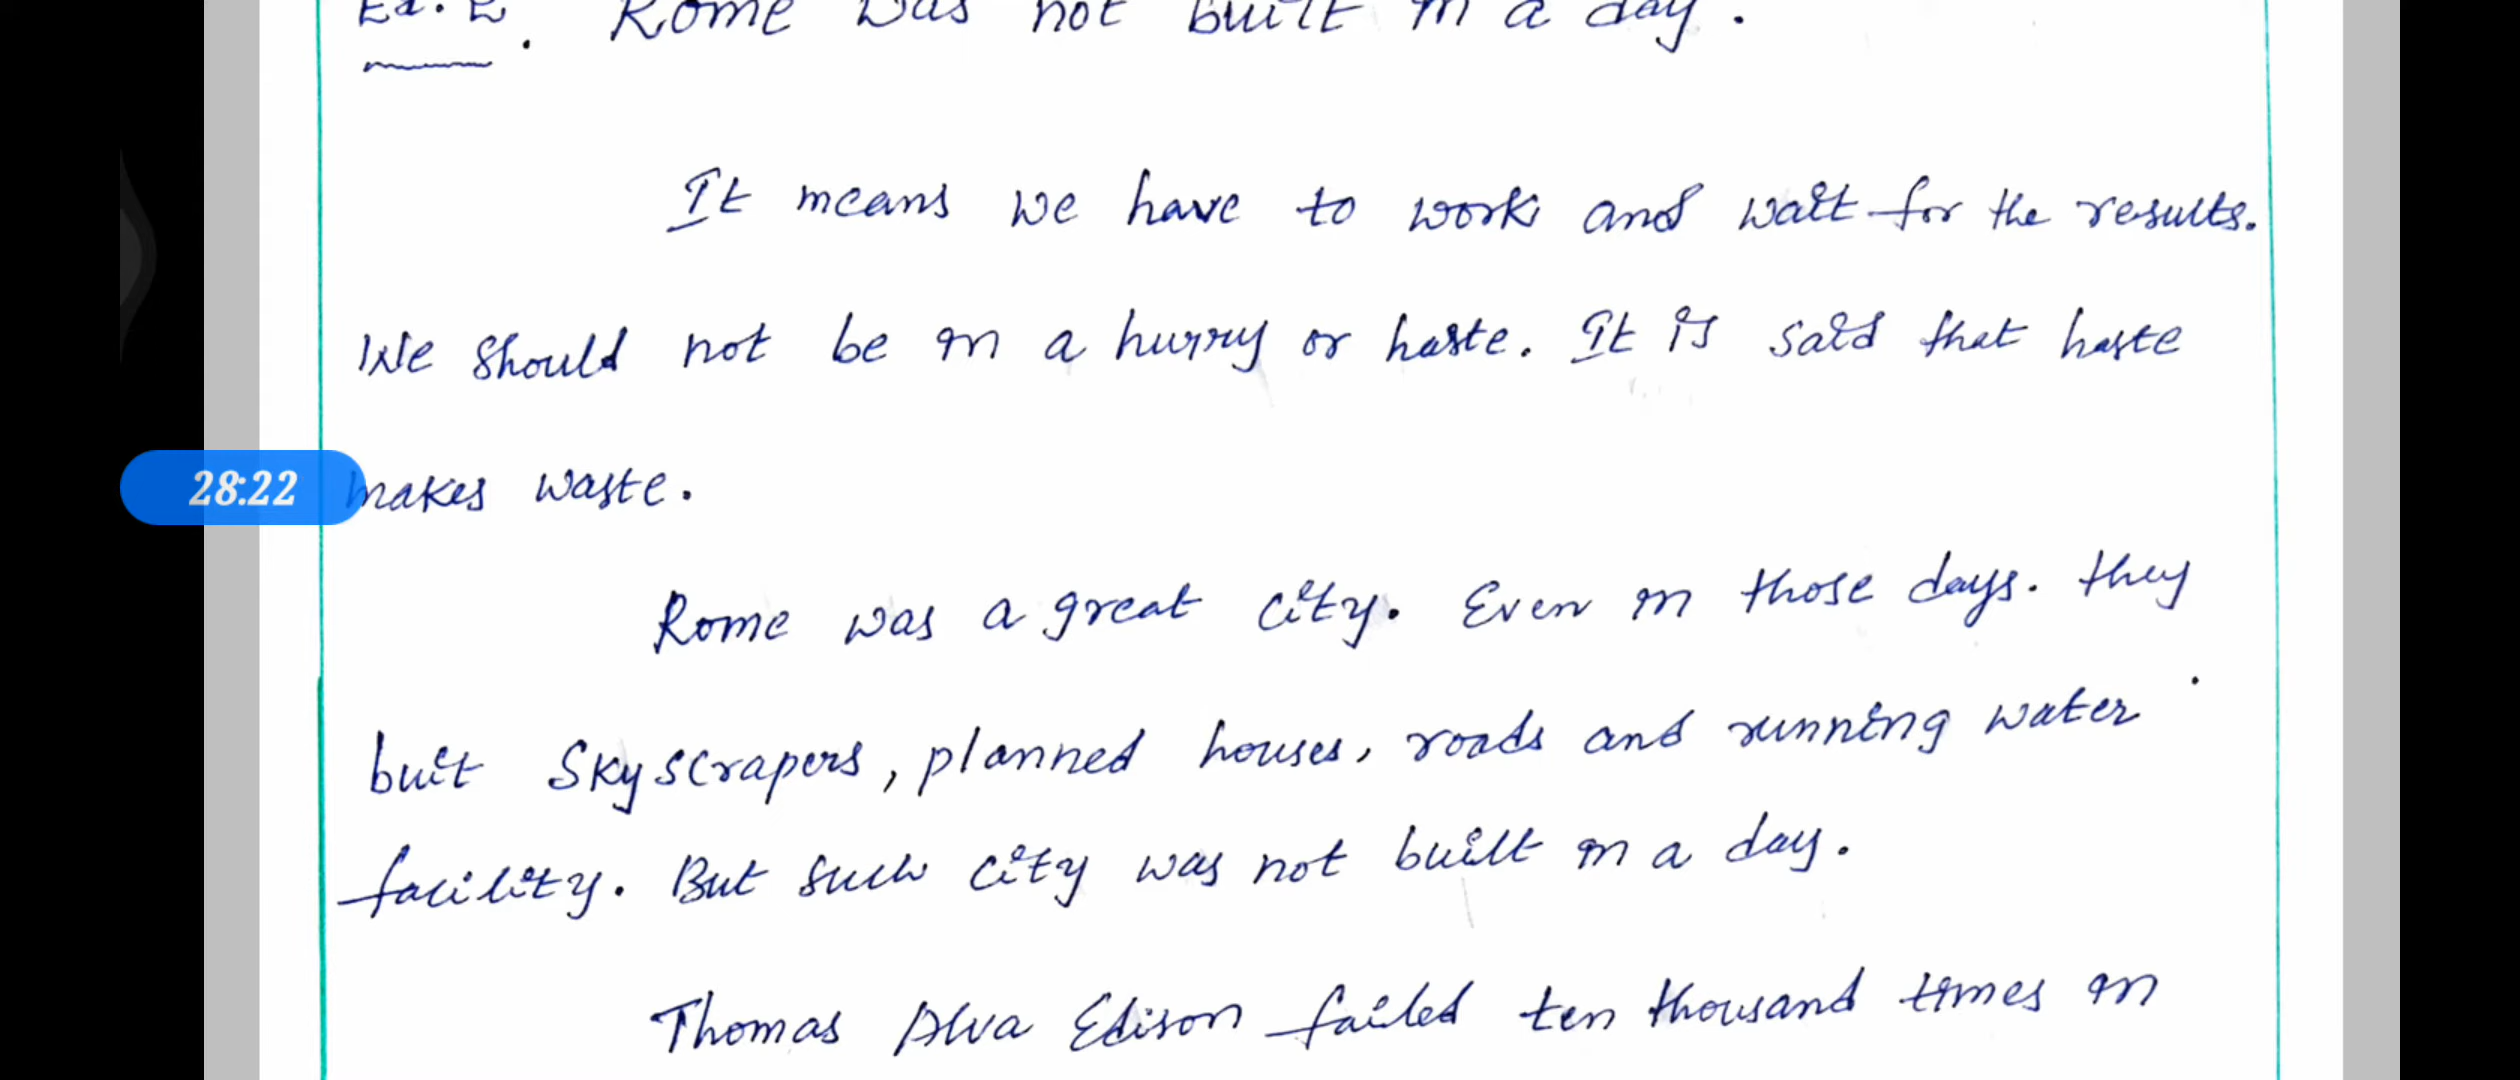 Ex. 2. Rome was not built in a day.
It means we have to work and wait for the results.
We should not be in a hurry or haste. It is said that haste
28:22
makes waste.
Rome was a great city. Even in those days. they
buit Skyscrapers, planned houses, roads and running water
facility. But such city was not built in a day.
Thomas Alva Edison failed ten thousand times in